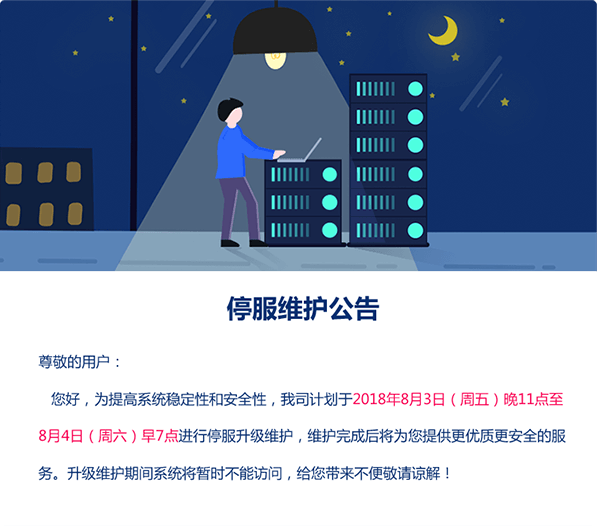 停服维护公告
尊敬的用户：
您好，为提高系统稳定性和安全性，我司计划于2018年8月3日（周五）晚11点至
8月4日（周六）早7点进行停服升级维护，维护完成后将为您提供更优质更安全的服
务。升级维护期间系统将暂时不能访问，给您带来不便敬请谅解！